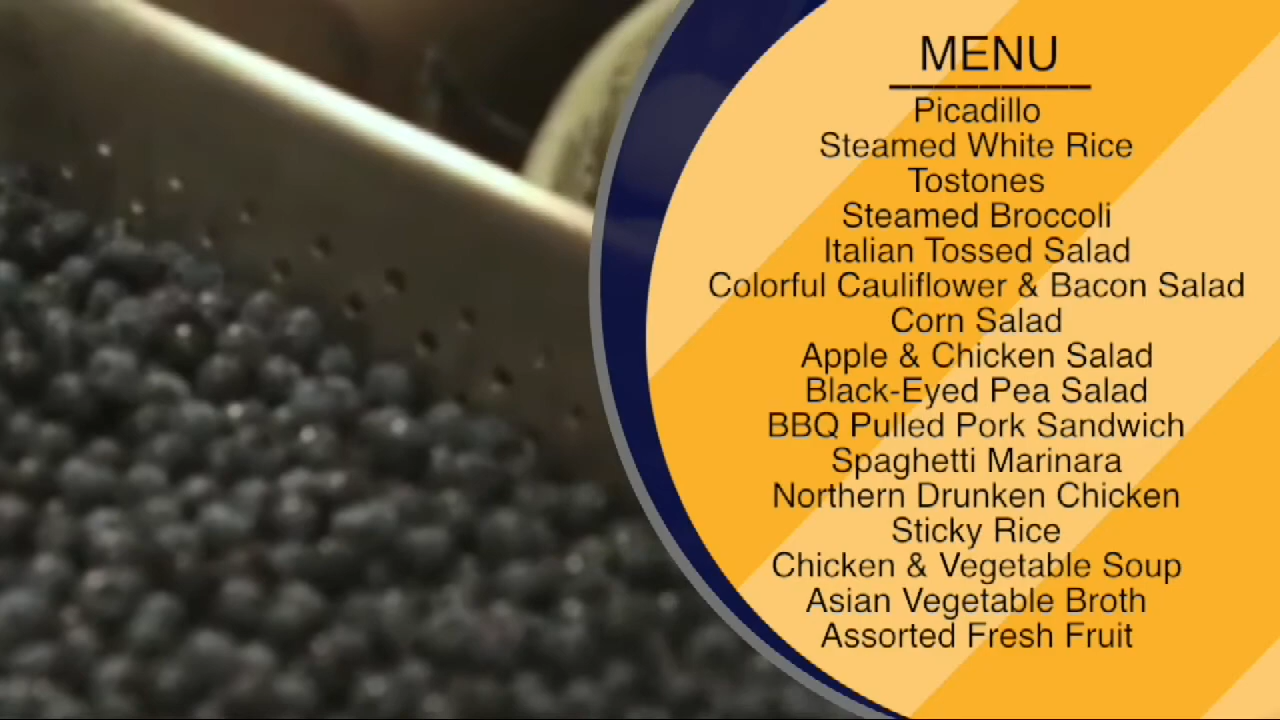 MENU
Picadillo
Steamed White Rice
Tostones
Steamed Broccoli
Italian Tossed Salad
Colorful Cauliflower & Bacon Salad
Corn Salad
Apple & Chicken Salad
Black-Eyed Pea Salad
BBQ Pulled Pork Sandwich
Spaghetti Marinara
Northern Drunken Chicken
Sticky Rice
Chicken & Vegetable Soup
Asian Vegetable Broth
Assorted Fresh Fruit